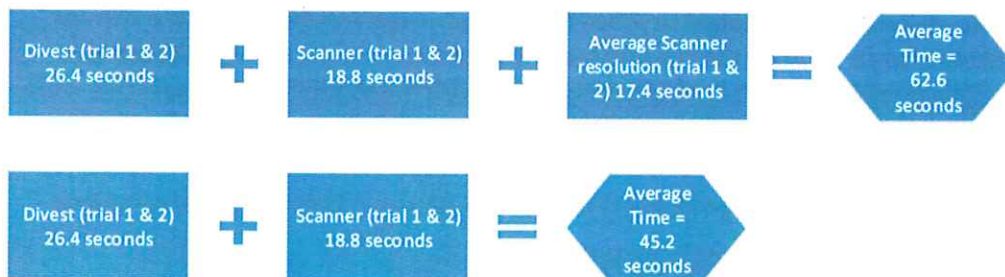 Divest (trial 1 & 2)
26.4 seconds
+
Scanner (trial 1 & 2)
18.8 seconds
+
Average Scanner
resolution (trial 1 &
2) 17.4 seconds
=
Average
Time =
62.6
seconds
Divest (trial 1 & 2)
26.4 seconds
+
Scanner (trial 1 & 2)
18.8 seconds
=
Average
Time =
45.2
seconds